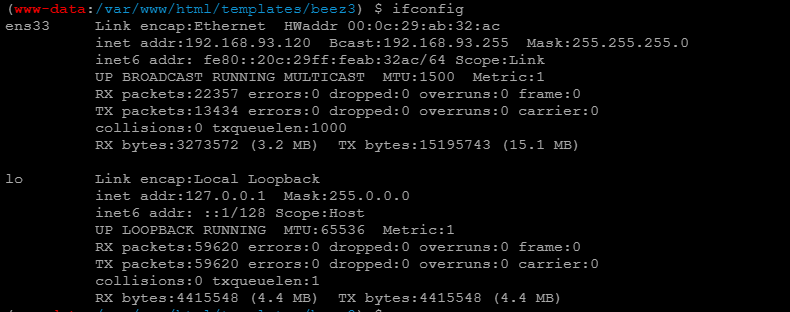 (www-data:/var/www/html/templates/beez3) $ ifconfig
ens33     Link encap:Ethernet  HWaddr 00:0c:29:ab:32:ac
          inet addr:192.168.93.120  Bcast:192.168.93.255  Mask:255.255.255.0
          inet6 addr: fe80::20c:29ff:feab:32ac/64 Scope:Link
          UP BROADCAST RUNNING MULTICAST  MTU:1500  Metric:1
          RX packets:22357 errors:0 dropped:0 overruns:0 frame:0
          TX packets:13434 errors:0 dropped:0 overruns:0 carrier:0
          collisions:0 txqueuelen:1000
          RX bytes:3273572 (3.2 MB)  TX bytes:15195743 (15.1 MB)

lo        Link encap:Local Loopback
          inet addr:127.0.0.1  Mask:255.0.0.0
          inet6 addr: ::1/128 Scope:Host
          UP LOOPBACK RUNNING  MTU:65536  Metric:1
          RX packets:59620 errors:0 dropped:0 overruns:0 frame:0
          TX packets:59620 errors:0 dropped:0 overruns:0 carrier:0
          collisions:0 txqueuelen:1
          RX bytes:4415548 (4.4 MB)  TX bytes:4415548 (4.4 MB)